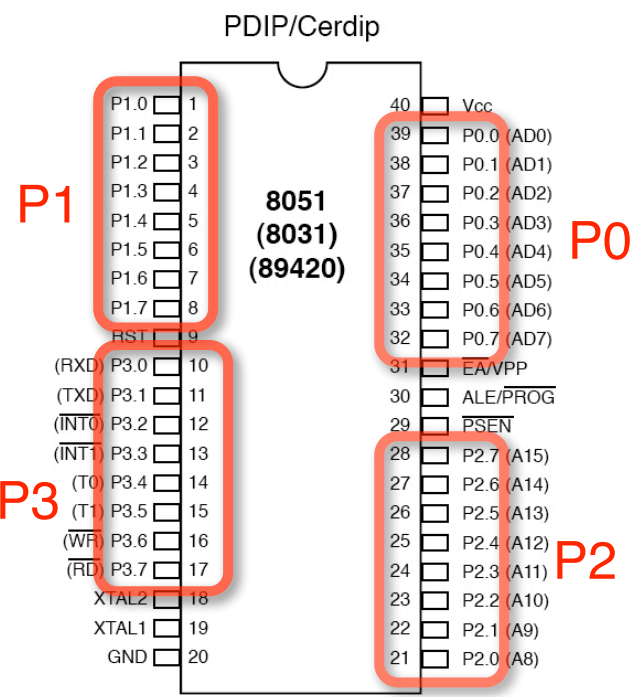 PDIP/Cerdip
P1.0 1 40 Vcc
P1.1 2 39 P0.0 (AD0)
P1.2 3 38 P0.1 (AD1)
P1.3 4 37 P0.2 (AD2)
P1.4 5 36 P0.3 (AD3)
P1.5 6 35 P0.4 (AD4)
P1.6 7 34 P0.5 (AD5)
P1.7 8 33 P0.6 (AD6)
RST 9 32 P0.7 (AD7)
(RXD) P3.0 10 31 EA/VPP
(TXD) P3.1 11 30 ALE/PROG
(INT0) P3.2 12 29 PSEN
(INT1) P3.3 13 28 P2.7 (A15)
(T0) P3.4 14 27 P2.6 (A14)
(T1) P3.5 15 26 P2.5 (A13)
(WR) P3.6 16 25 P2.4 (A12)
(RD) P3.7 17 24 P2.3 (A11)
XTAL2 18 23 P2.2 (A10)
XTAL1 19 22 P2.1 (A9)
GND 20 21 P2.0 (A8)
8051
(8031)
(89420)
P1
P0
P3
P2